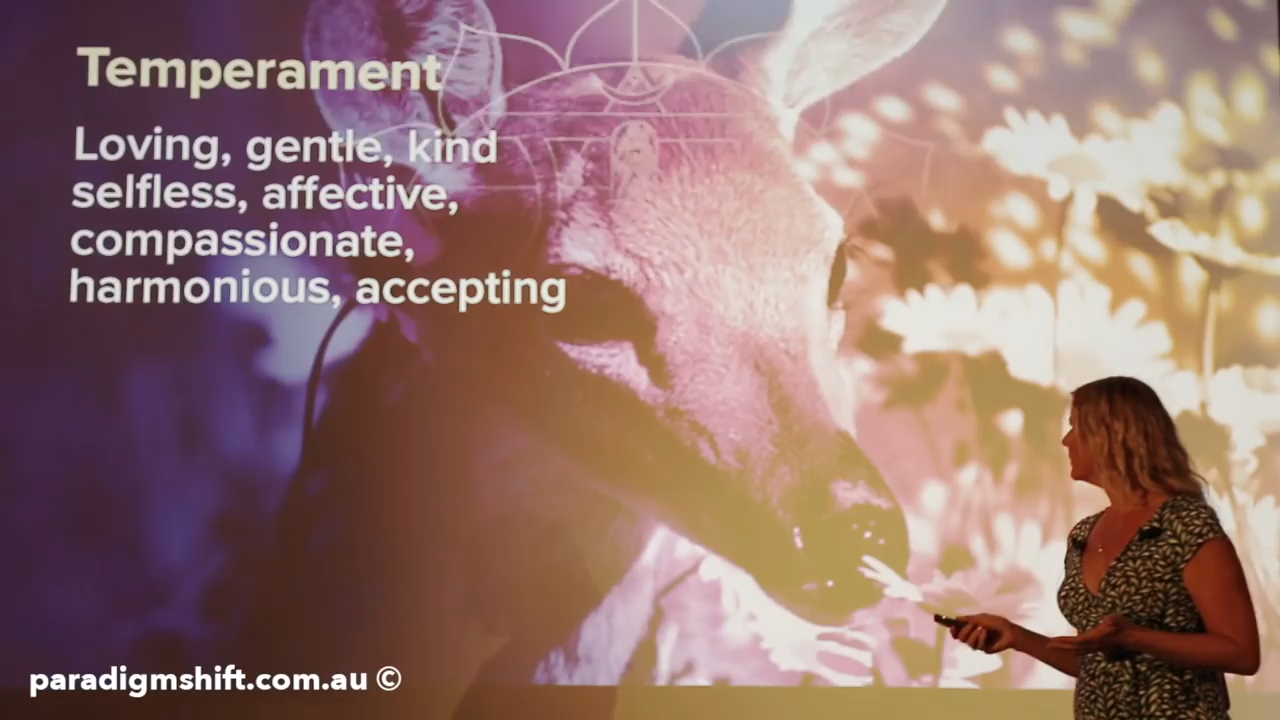 Temperament
Loving, gentle, kind
selfless, affective,
compassionate,
harmonious, accepting
paradigmshift.com.au ©